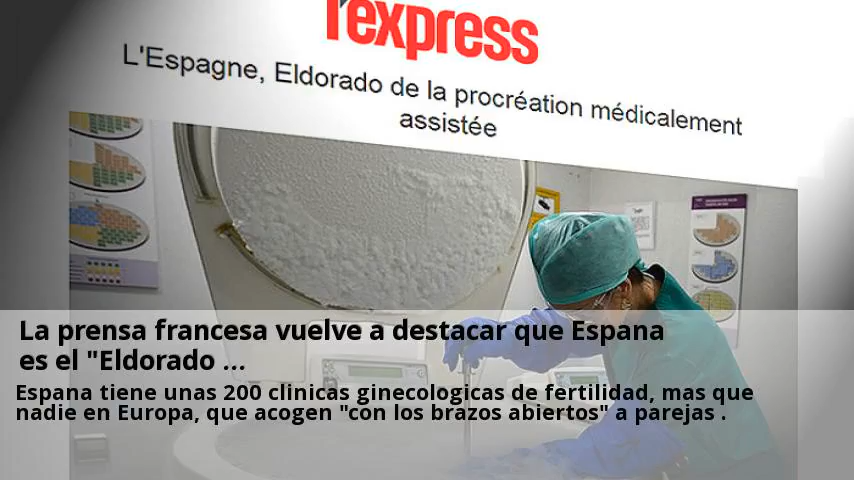 l'express
L'Espagne, Eldorado de la procréation médicalement
assistée
La prensa francesa vuelve a destacar que Espana
es el "Eldorado ...
Espana tiene unas 200 clinicas ginecologicas de fertilidad, mas que
nadie en Europa, que acogen "con los brazos abiertos" a parejas .